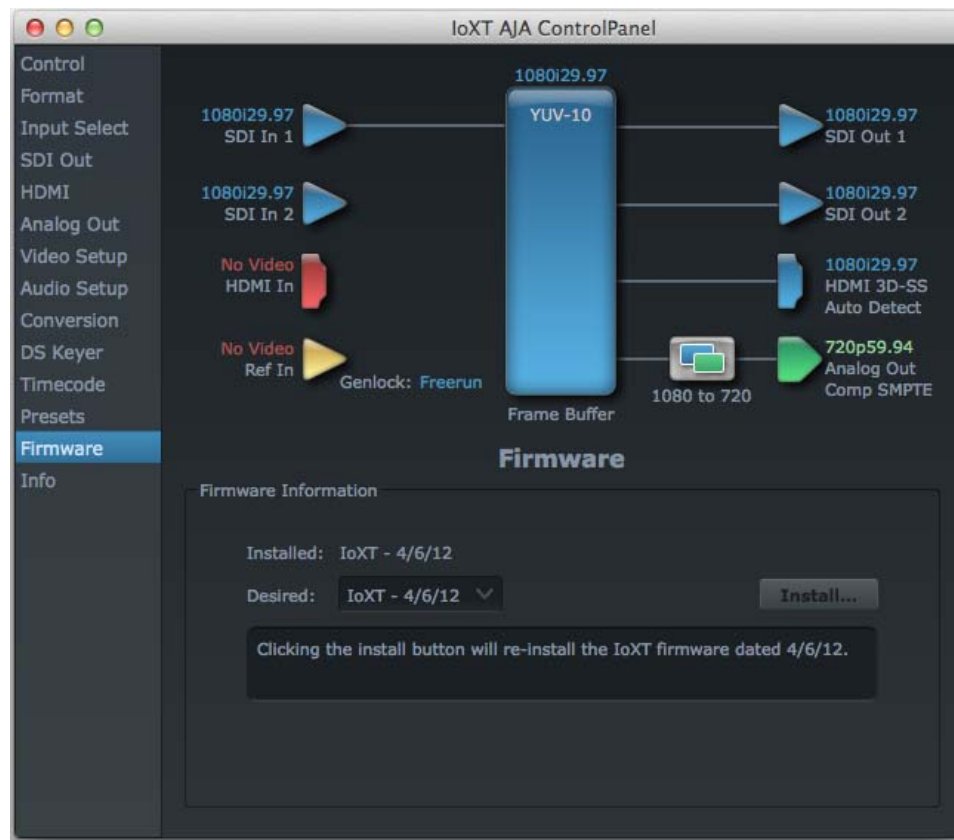 IoXT AJA ControlPanel
Control
Format
Input Select
SDI Out
HDMI
Analog Out
Video Setup
Audio Setup
Conversion
DS Keyer
Timecode
Presets
Firmware
Info
1080i29.97
YUV-10
Frame Buffer
1080i29.97
SDI In 1
1080i29.97
SDI In 2
No Video
HDMI In
No Video
Ref In
Genlock: Freerun
1080i29.97
SDI Out 1
1080i29.97
SDI Out 2
1080i29.97
HDMI 3D-SS
Auto Detect
1080 to 720
720p59.94
Analog Out
Comp SMPTE
Firmware
Firmware Information
Installed: IoXT - 4/6/12
Desired: IoXT - 4/6/12
Install...
Clicking the install button will re-install the IoXT firmware dated 4/6/12.